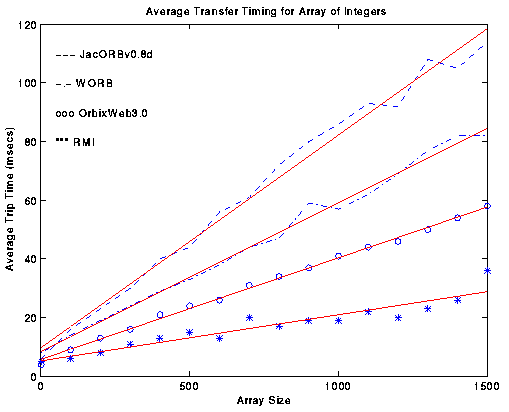 Average Transfer Timing for Array of Integers
120
100
80
60
40
20
0
Average Trip Time (msecs)
JacORBv0.8d
WORB
OrbixWeb3.0
RMI
0
500
1000
1500
Array Size